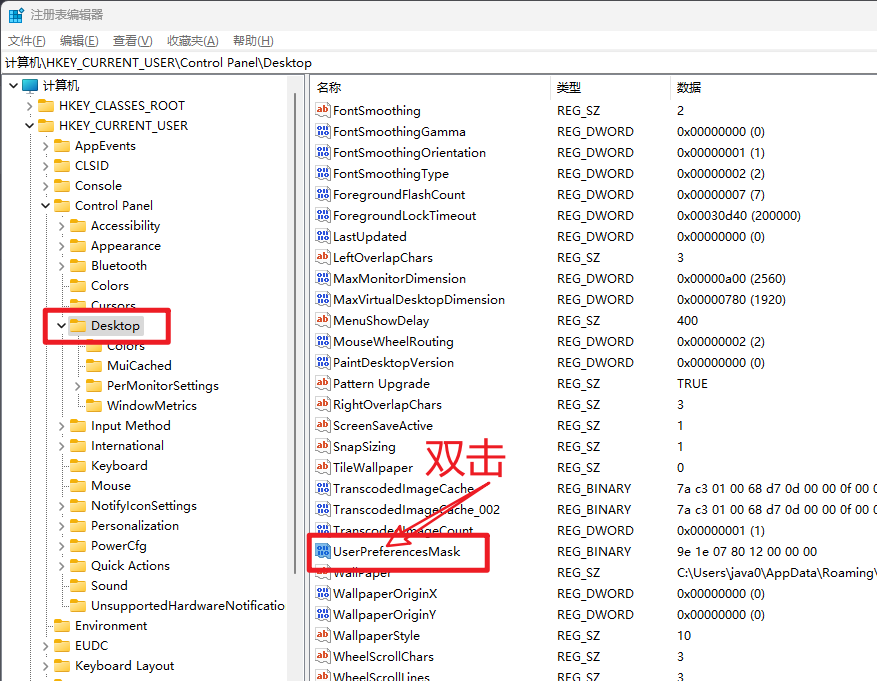 注册表编辑器
文件(F) 编辑(E) 查看(V) 收藏夹(A) 帮助(H)
计算机\HKEY_CURRENT_USER\Control Panel\Desktop
计算机
HKEY_CLASSES_ROOT
HKEY_CURRENT_USER
AppEvents
CLSID
Console
Control Panel
Accessibility
Appearance
Bluetooth
Colors
Cursors
Desktop
Colors
MuiCached
PerMonitorSettings
WindowMetrics
Input Method
International
Keyboard
Mouse
NotifyIconSettings
Personalization
PowerCfg
Quick Actions
Sound
UnsupportedHardwareNotificatio
Environment
EUDC
Keyboard Layout
名称 类型 数据
FontSmoothing REG_SZ 2
FontSmoothingGamma REG_DWORD 0x00000000 (0)
FontSmoothingOrientation REG_DWORD 0x00000001 (1)
FontSmoothingType REG_DWORD 0x00000002 (2)
ForegroundFlashCount REG_DWORD 0x00000007 (7)
ForegroundLockTimeout REG_DWORD 0x00030d40 (200000)
LastUpdated REG_DWORD 0x00000000 (0)
LeftOverlapChars REG_SZ 3
MaxMonitorDimension REG_DWORD 0x00000a00 (2560)
MaxVirtualDesktopDimension REG_DWORD 0x00000780 (1920)
MenuShowDelay REG_SZ 400
MouseWheelRouting REG_DWORD 0x00000002 (2)
PaintDesktopVersion REG_DWORD 0x00000000 (0)
Pattern Upgrade REG_SZ TRUE
RightOverlapChars REG_SZ 3
ScreenSaveActive REG_SZ 1
SnapSizing REG_SZ 1
TileWallpaper REG_SZ 0
双击
TranscodedImageCache REG_BINARY 7a c3 01 00 68 d7 0d 00 00 0f 00 0
TranscodedImageCache_002 REG_BINARY 7a c3 01 00 68 d7 0d 00 00 0f 00 0
TranscodedImageCount REG_DWORD 0x00000001 (1)
UserPreferencesMask REG_BINARY 9e 1e 07 80 12 00 00 00
WallPaper REG_SZ C:\Users\java0\AppData\Roaming\
WallpaperOriginX REG_DWORD 0x00000000 (0)
WallpaperOriginY REG_DWORD 0x00000000 (0)
WallpaperStyle REG_SZ 10
WheelScrollChars REG_SZ 3
WheelScrollLines REG_SZ 3